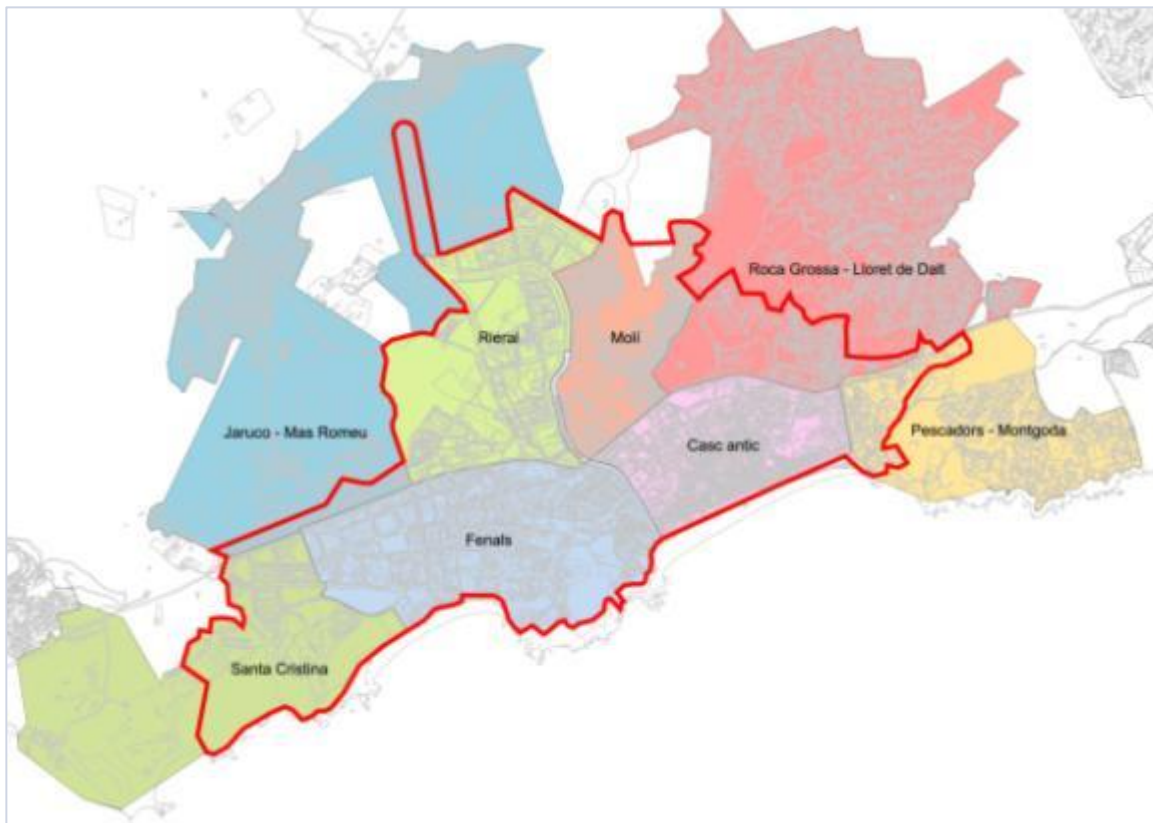 Roca Grossa - Lloret de Dalt
Rieral
Molí
Jaruco - Mas Romeu
Casc antic
Pescadors - Montgoda
Fenals
Santa Cristina